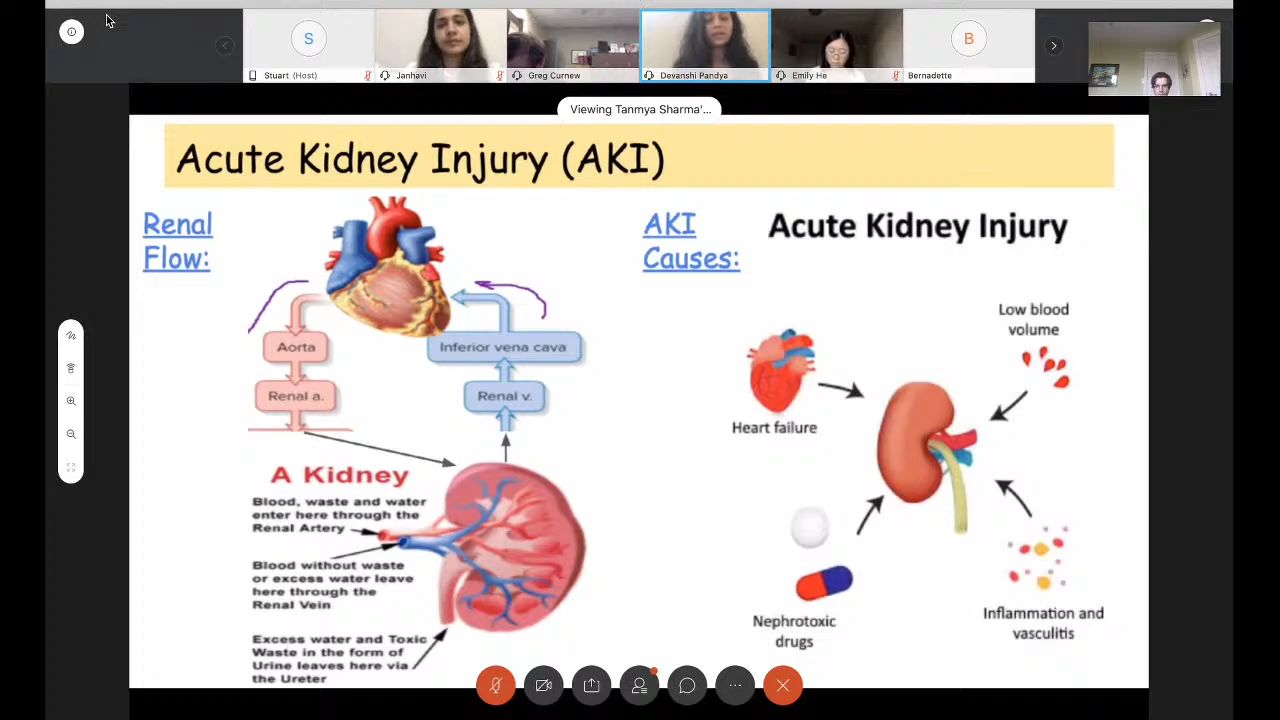 S
B
Stuart (Host)
Janhavi
Greg Curnew
Devanshi Pandya
Emily He
Bernadette
Viewing Tanmya Sharma'...
Acute Kidney Injury (AKI)
Renal
Flow:
Aorta
Inferior vena cava
Renal a.
Renal v.
A Kidney
Blood, waste and water
enter here through the
Renal Artery
Blood without waste
or excess water leave
here through the
Renal Vein
Excess water and Toxic
Waste in the form of
Urine leaves here via
the Ureter
AKI
Causes:
Acute Kidney Injury
Low blood
volume
Heart failure
Nephrotoxic
drugs
Inflammation and
vasculitis